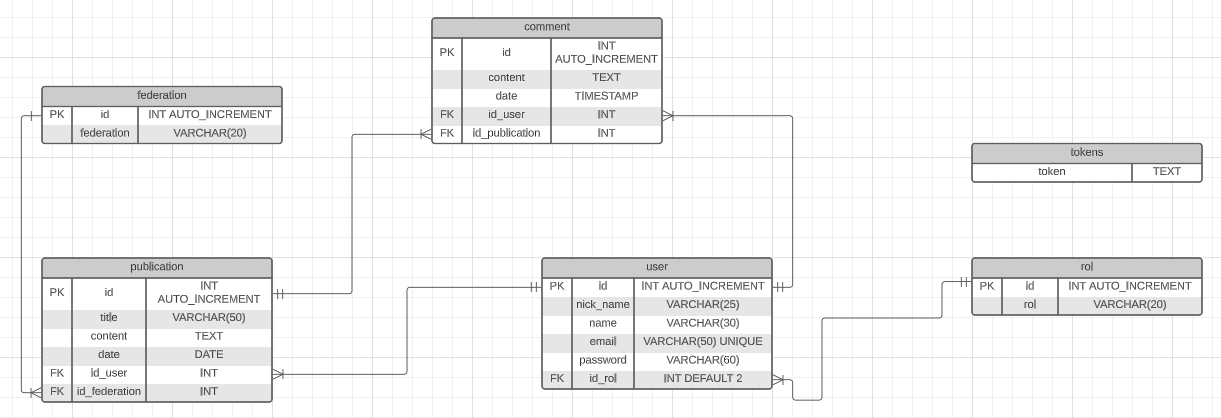 comment
PK id INT AUTO_INCREMENT
content TEXT
date TIMESTAMP
FK id_user INT
FK id_publication INT
federation
PK id INT AUTO_INCREMENT
federation VARCHAR(20)
tokens
token TEXT
publication
PK id INT AUTO_INCREMENT
title VARCHAR(50)
content TEXT
date DATE
FK id_user INT
FK id_federation INT
user
PK id INT AUTO_INCREMENT
nick_name VARCHAR(25)
name VARCHAR(30)
email VARCHAR(50) UNIQUE
password VARCHAR(60)
FK id_rol INT DEFAULT 2
rol
PK id INT AUTO_INCREMENT
rol VARCHAR(20)